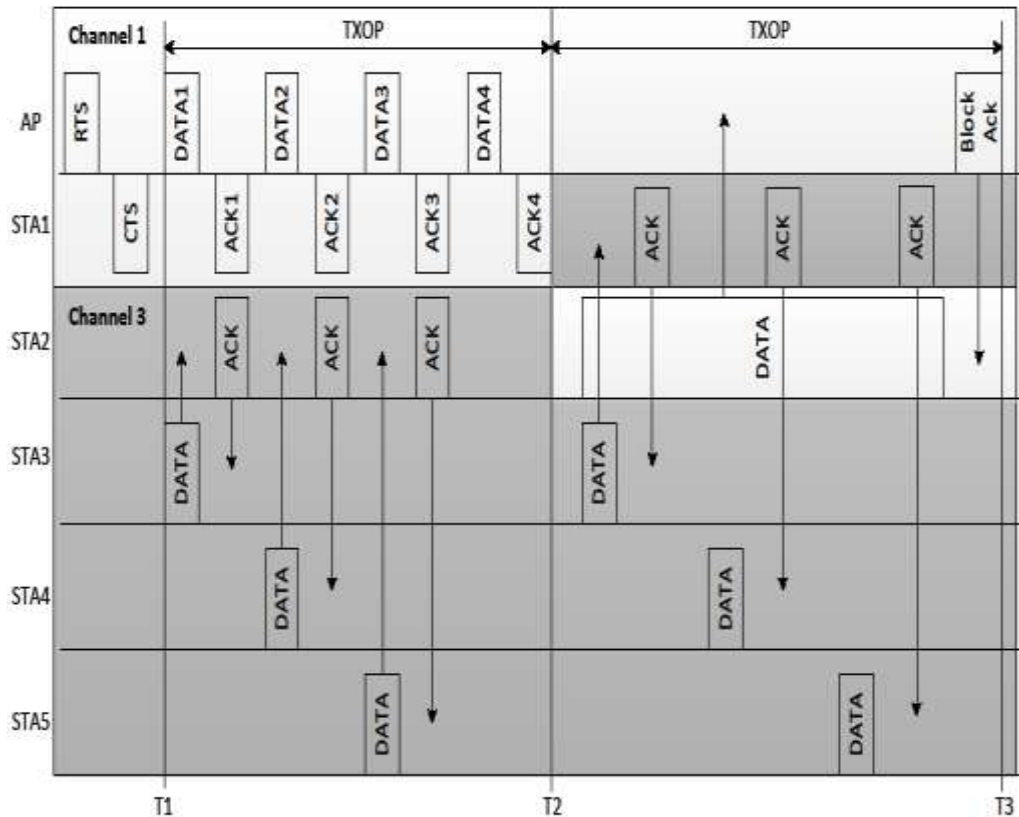 Channel 1
TXOP
TXOP
AP
RTS
DATA1
DATA2
DATA3
DATA4
Block
Ack
STA1
CTS
ACK1
ACK2
ACK3
ACK4
ACK
ACK
ACK
Channel 3
STA2
ACK
ACK
ACK
DATA
STA3
DATA
DATA
STA4
DATA
DATA
STA5
DATA
DATA
T1
T2
T3